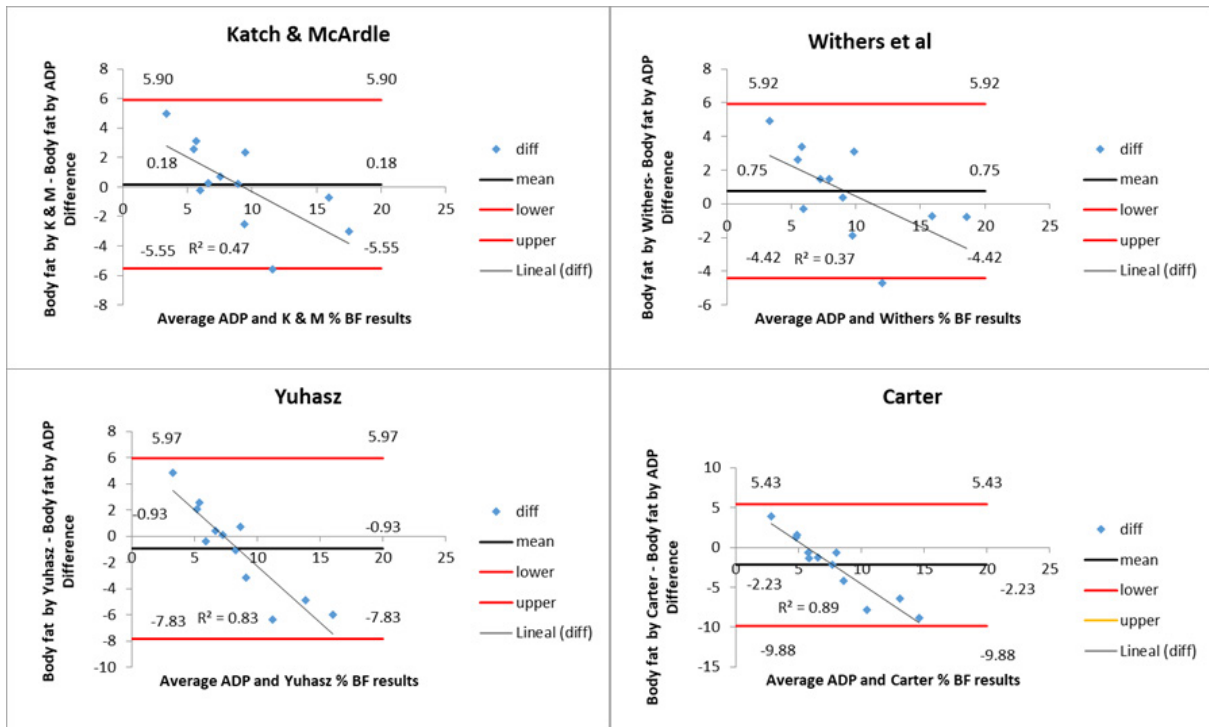 Katch & McArdle
Body fat by K & M - Body fat by ADP
Difference
8
6
4
2
0
-2
-4
-6
-8
0
5
10
15
20
25
5.90
5.90
0.18
0.18
-5.55
R² = 0.47
-5.55
diff
mean
lower
upper
Lineal (diff)
Average ADP and K & M % BF results
Withers et al
Body fat by Withers- Body fat by ADP
Difference
8
6
4
2
0
-2
-4
-6
0
5
10
15
20
25
5.92
5.92
0.75
0.75
-4.42
R² = 0.37
-4.42
diff
mean
lower
upper
Lineal (diff)
Average ADP and Withers % BF results
Yuhasz
Body fat by Yuhasz - Body fat by ADP
Difference
8
6
4
2
0
-2
-4
-6
-8
-10
0
5
10
15
20
25
5.97
5.97
-0.93
-0.93
-7.83
R² = 0.83
-7.83
diff
mean
lower
upper
Lineal (diff)
Average ADP and Yuhasz % BF results
Carter
Body fat by Carter - Body fat by ADP
Difference
10
5
0
-5
-10
-15
0
5
10
15
20
25
5.43
5.43
-2.23
-2.23
R² = 0.89
-9.88
-9.88
diff
mean
lower
upper
Lineal (diff)
Average ADP and Carter % BF results